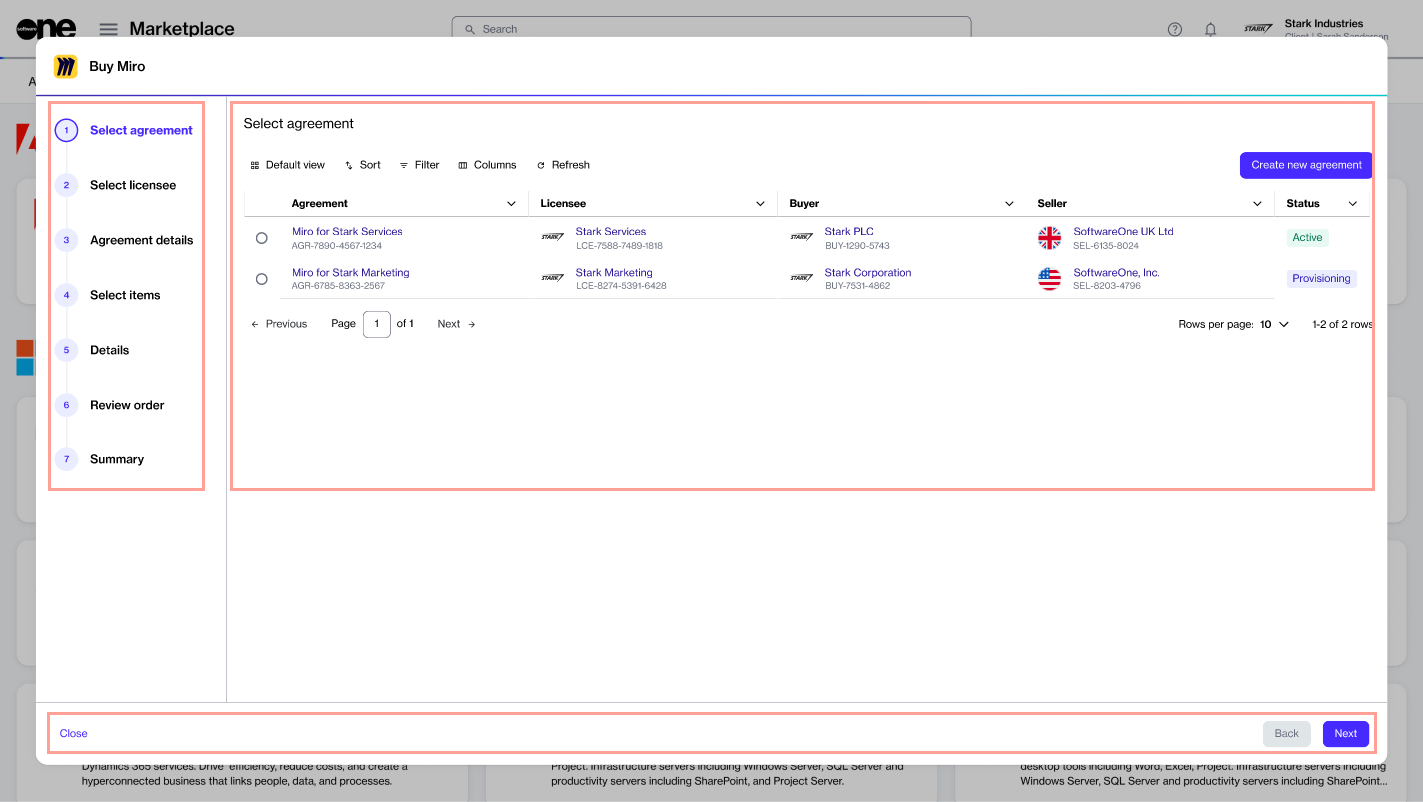 software one
Marketplace
Search
STARK7
Stark Industries
Client | Sarah Sanderson
Buy Miro
1 Select agreement
2 Select licensee
3 Agreement details
4 Select items
5 Details
6 Review order
7 Summary
Select agreement
Default view Sort Filter Columns Refresh
Create new agreement
Agreement Licensee Buyer Seller Status
Miro for Stark Services STARK7 Stark Services STARK7 Stark PLC SoftwareOne UK Ltd Active
AGR-7890-4567-1234 LCE-7588-7489-1818 BUY-1290-5743 SEL-6135-8024
Miro for Stark Marketing STARK7 Stark Marketing STARK7 Stark Corporation SoftwareOne, Inc. Provisioning
AGR-6785-8363-2567 LCE-8274-5391-6428 BUY-7531-4862 SEL-8203-4796
Previous Page 1 of 1 Next Rows per page: 10 1-2 of 2 rows
Close Back Next
Dynamics 365 services. Drive efficiency, reduce costs, and create a
hyperconnected business that links people, data, and processes.
Project. Infrastructure servers including Windows Server, SQL Server and
productivity servers including SharePoint, and Project Server.
desktop tools including Word, Excel, Project. Infrastructure servers including
Windows Server, SQL Server and productivity servers including SharePoint...